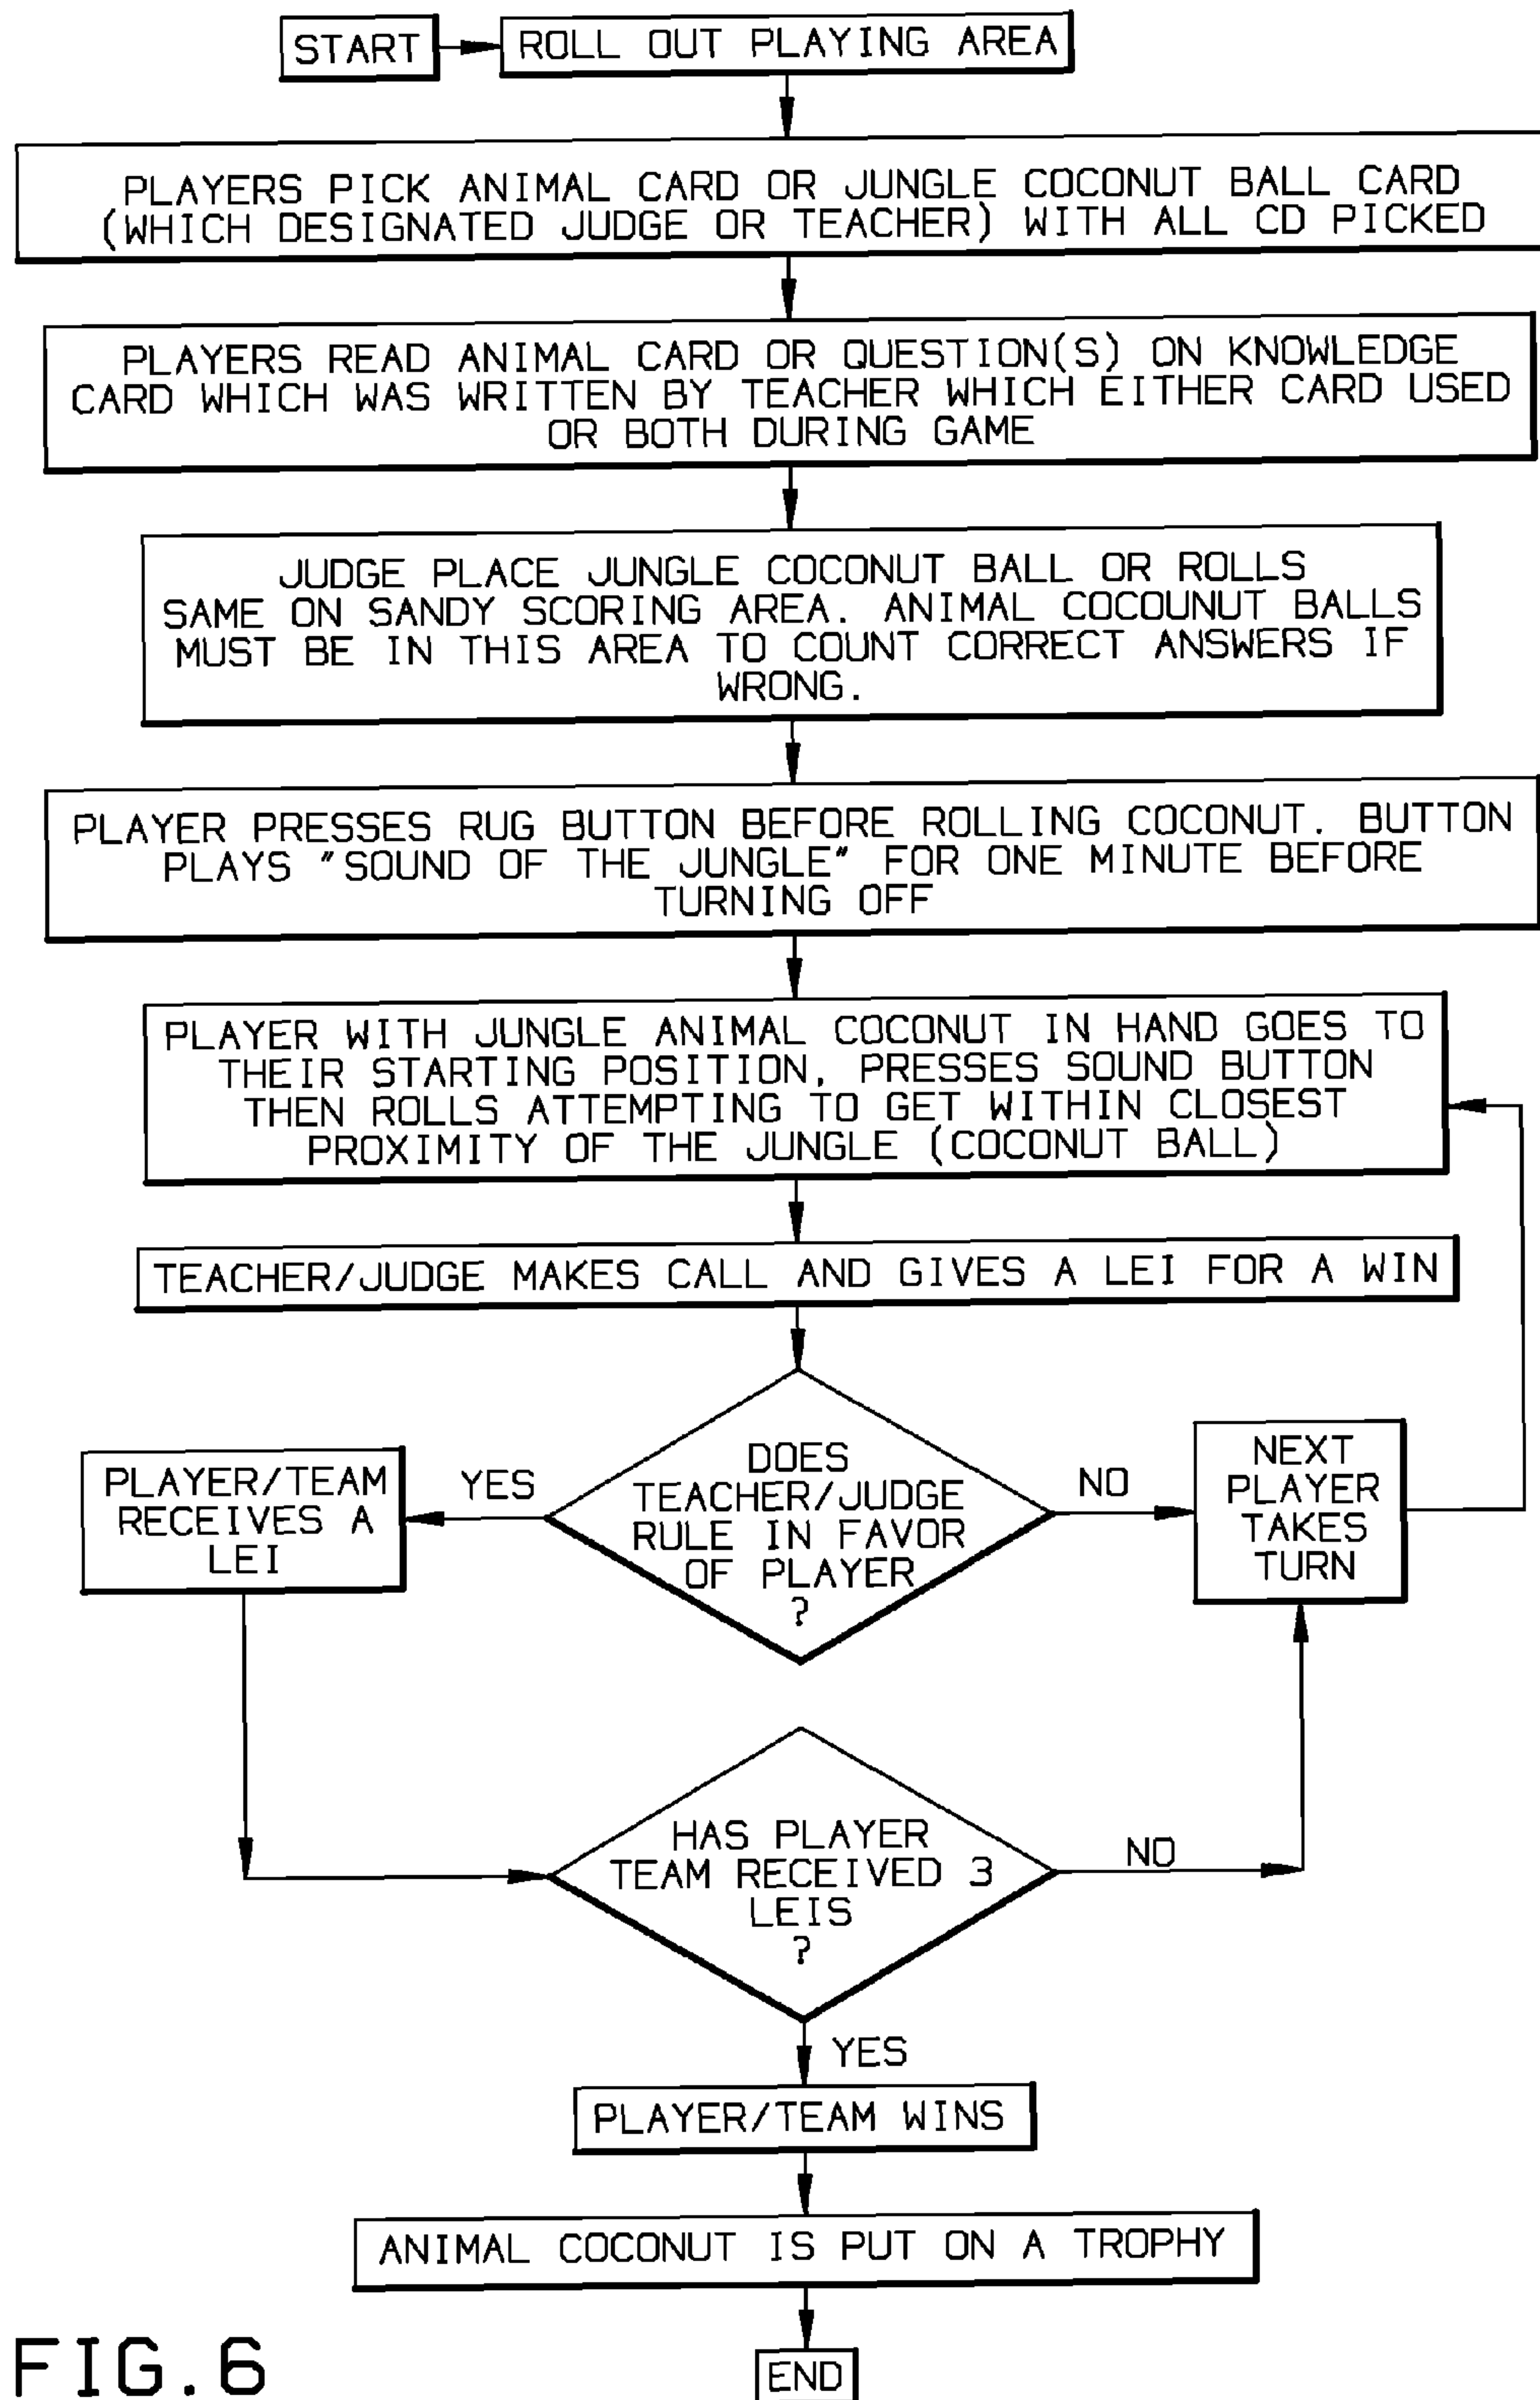 START
ROLL OUT PLAYING AREA
PLAYERS PICK ANIMAL CARD OR JUNGLE COCONUT BALL CARD
(WHICH DESIGNATED JUDGE OR TEACHER) WITH ALL CD PICKED
PLAYERS READ ANIMAL CARD OR QUESTION(S) ON KNOWLEDGE
CARD WHICH WAS WRITTEN BY TEACHER WHICH EITHER CARD USED
OR BOTH DURING GAME
JUDGE PLACE JUNGLE COCONUT BALL OR ROLLS
SAME ON SANDY SCORING AREA. ANIMAL COCOUNUT BALLS
MUST BE IN THIS AREA TO COUNT CORRECT ANSWERS IF
WRONG.
PLAYER PRESSES RUG BUTTON BEFORE ROLLING COCONUT. BUTTON
PLAYS "SOUND OF THE JUNGLE" FOR ONE MINUTE BEFORE
TURNING OFF
PLAYER WITH JUNGLE ANIMAL COCONUT IN HAND GOES TO
THEIR STARTING POSITION, PRESSES SOUND BUTTON
THEN ROLLS ATTEMPTING TO GET WITHIN CLOSEST
PROXIMITY OF THE JUNGLE (COCONUT BALL)
TEACHER/JUDGE MAKES CALL AND GIVES A LEI FOR A WIN
DOES
TEACHER/JUDGE
RULE IN FAVOR
OF PLAYER
?
YES
PLAYER/TEAM
RECEIVES A
LEI
NO
NEXT
PLAYER
TAKES
TURN
HAS PLAYER
TEAM RECEIVED 3
LEIS
?
NO
YES
PLAYER/TEAM WINS
ANIMAL COCONUT IS PUT ON A TROPHY
END
FIG.6